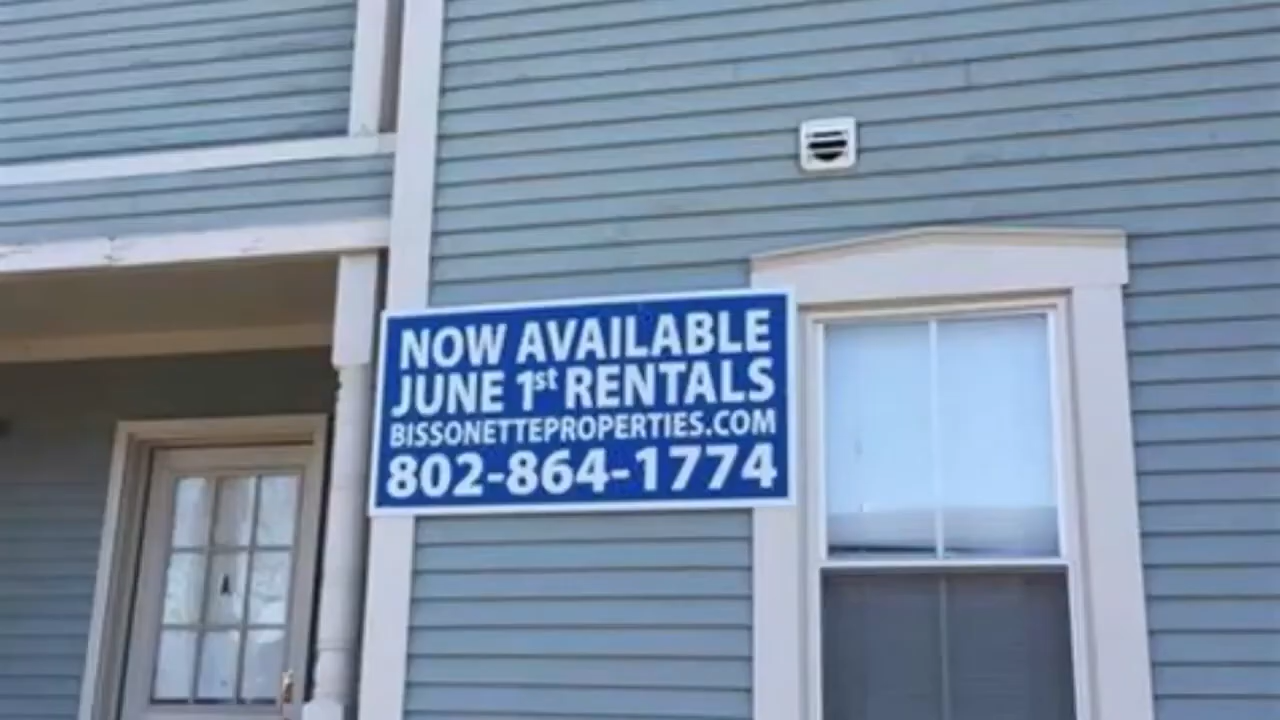 NOW AVAILABLE
JUNE 1st RENTALS
BISSONETTEPROPERTIES.COM
802-864-1774